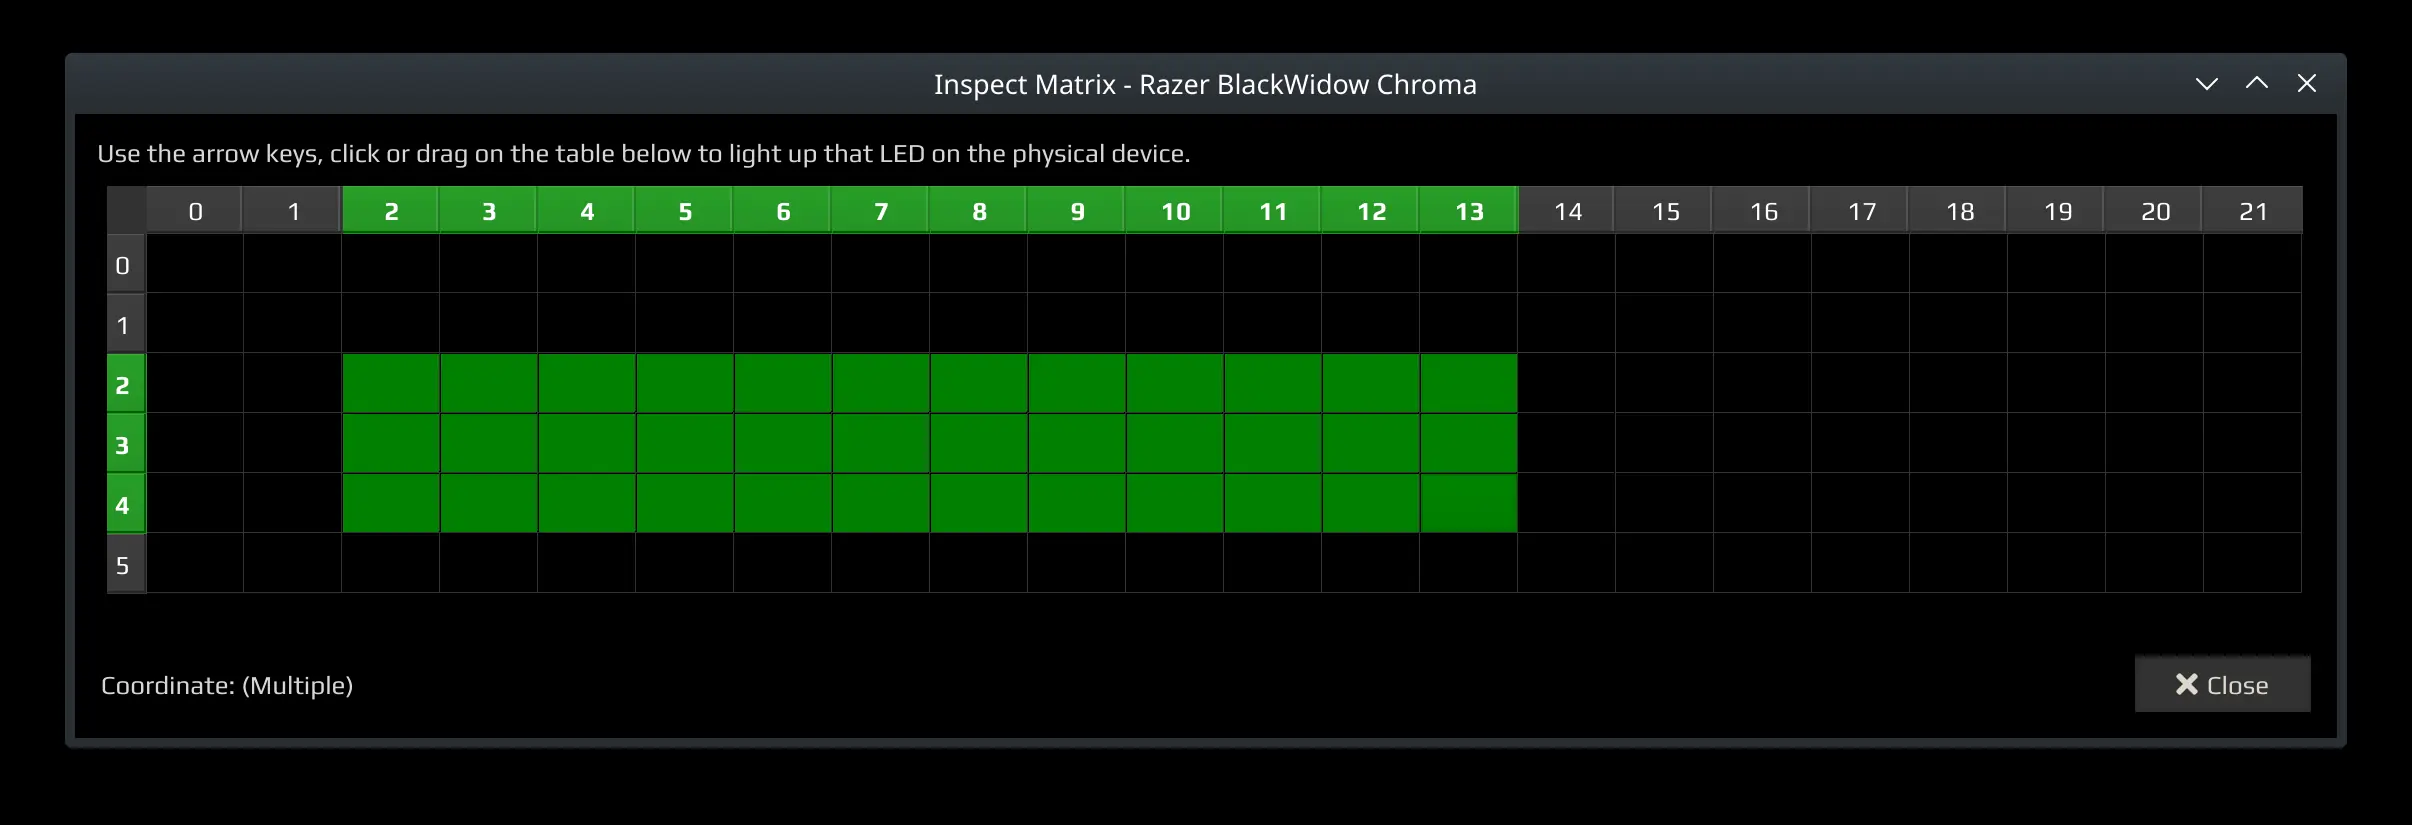 Inspect Matrix - Razer BlackWidow Chroma
Use the arrow keys, click or drag on the table below to light up that LED on the physical device.
0 1 2 3 4 5 6 7 8 9 10 11 12 13 14 15 16 17 18 19 20 21
0
1
2
3
4
5
Coordinate: (Multiple)
Close